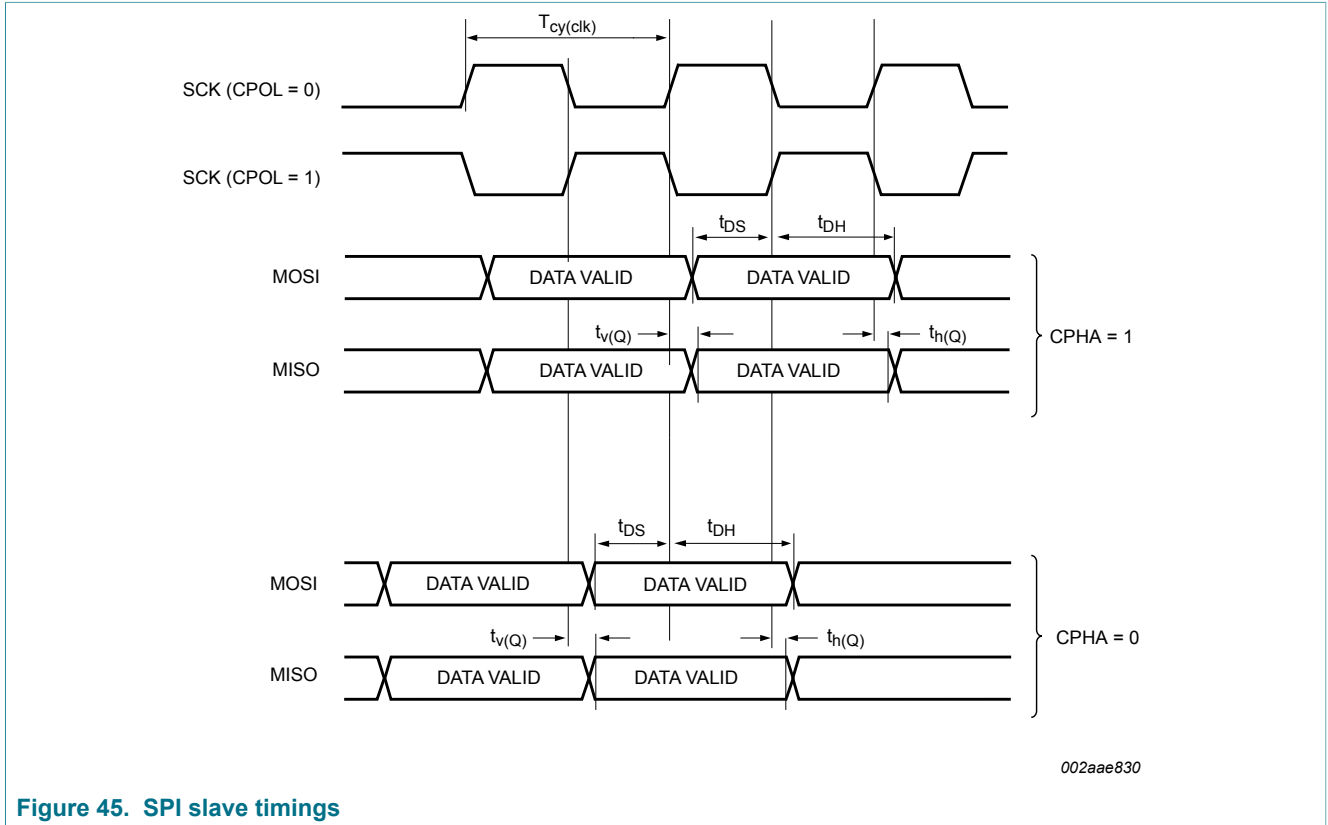 Tcy(clk)
SCK (CPOL = 0)
SCK (CPOL = 1)
tDS tDH
MOSI DATA VALID DATA VALID
tv(Q) th(Q)
CPHA = 1
MISO DATA VALID DATA VALID
tDS tDH
MOSI DATA VALID DATA VALID
tv(Q) th(Q)
CPHA = 0
MISO DATA VALID DATA VALID
002aae830
Figure 45. SPI slave timings